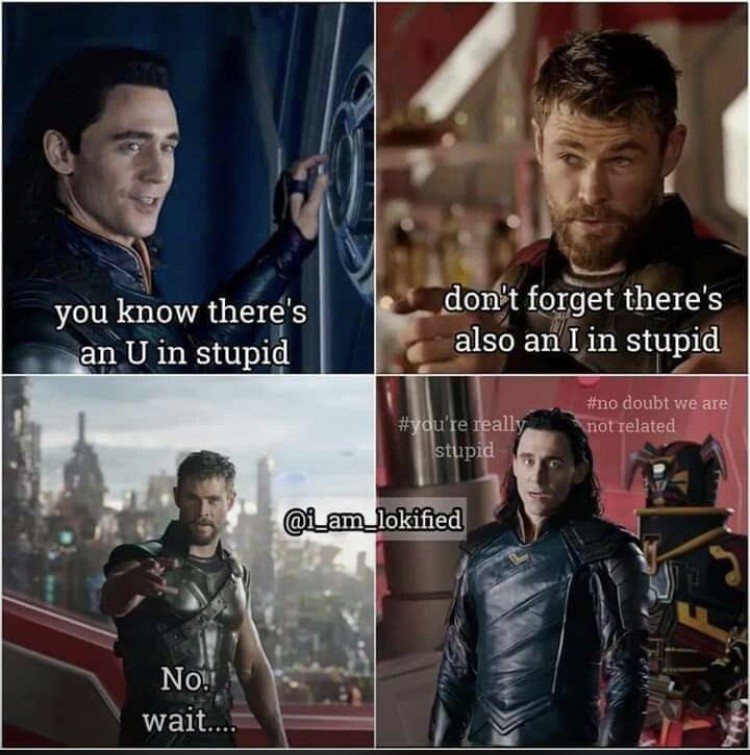 you know there's
an U in stupid
don't forget there's
also an I in stupid
#no doubt we are
not related
#you're really
stupid
@i_am_lokified
No,
wait....